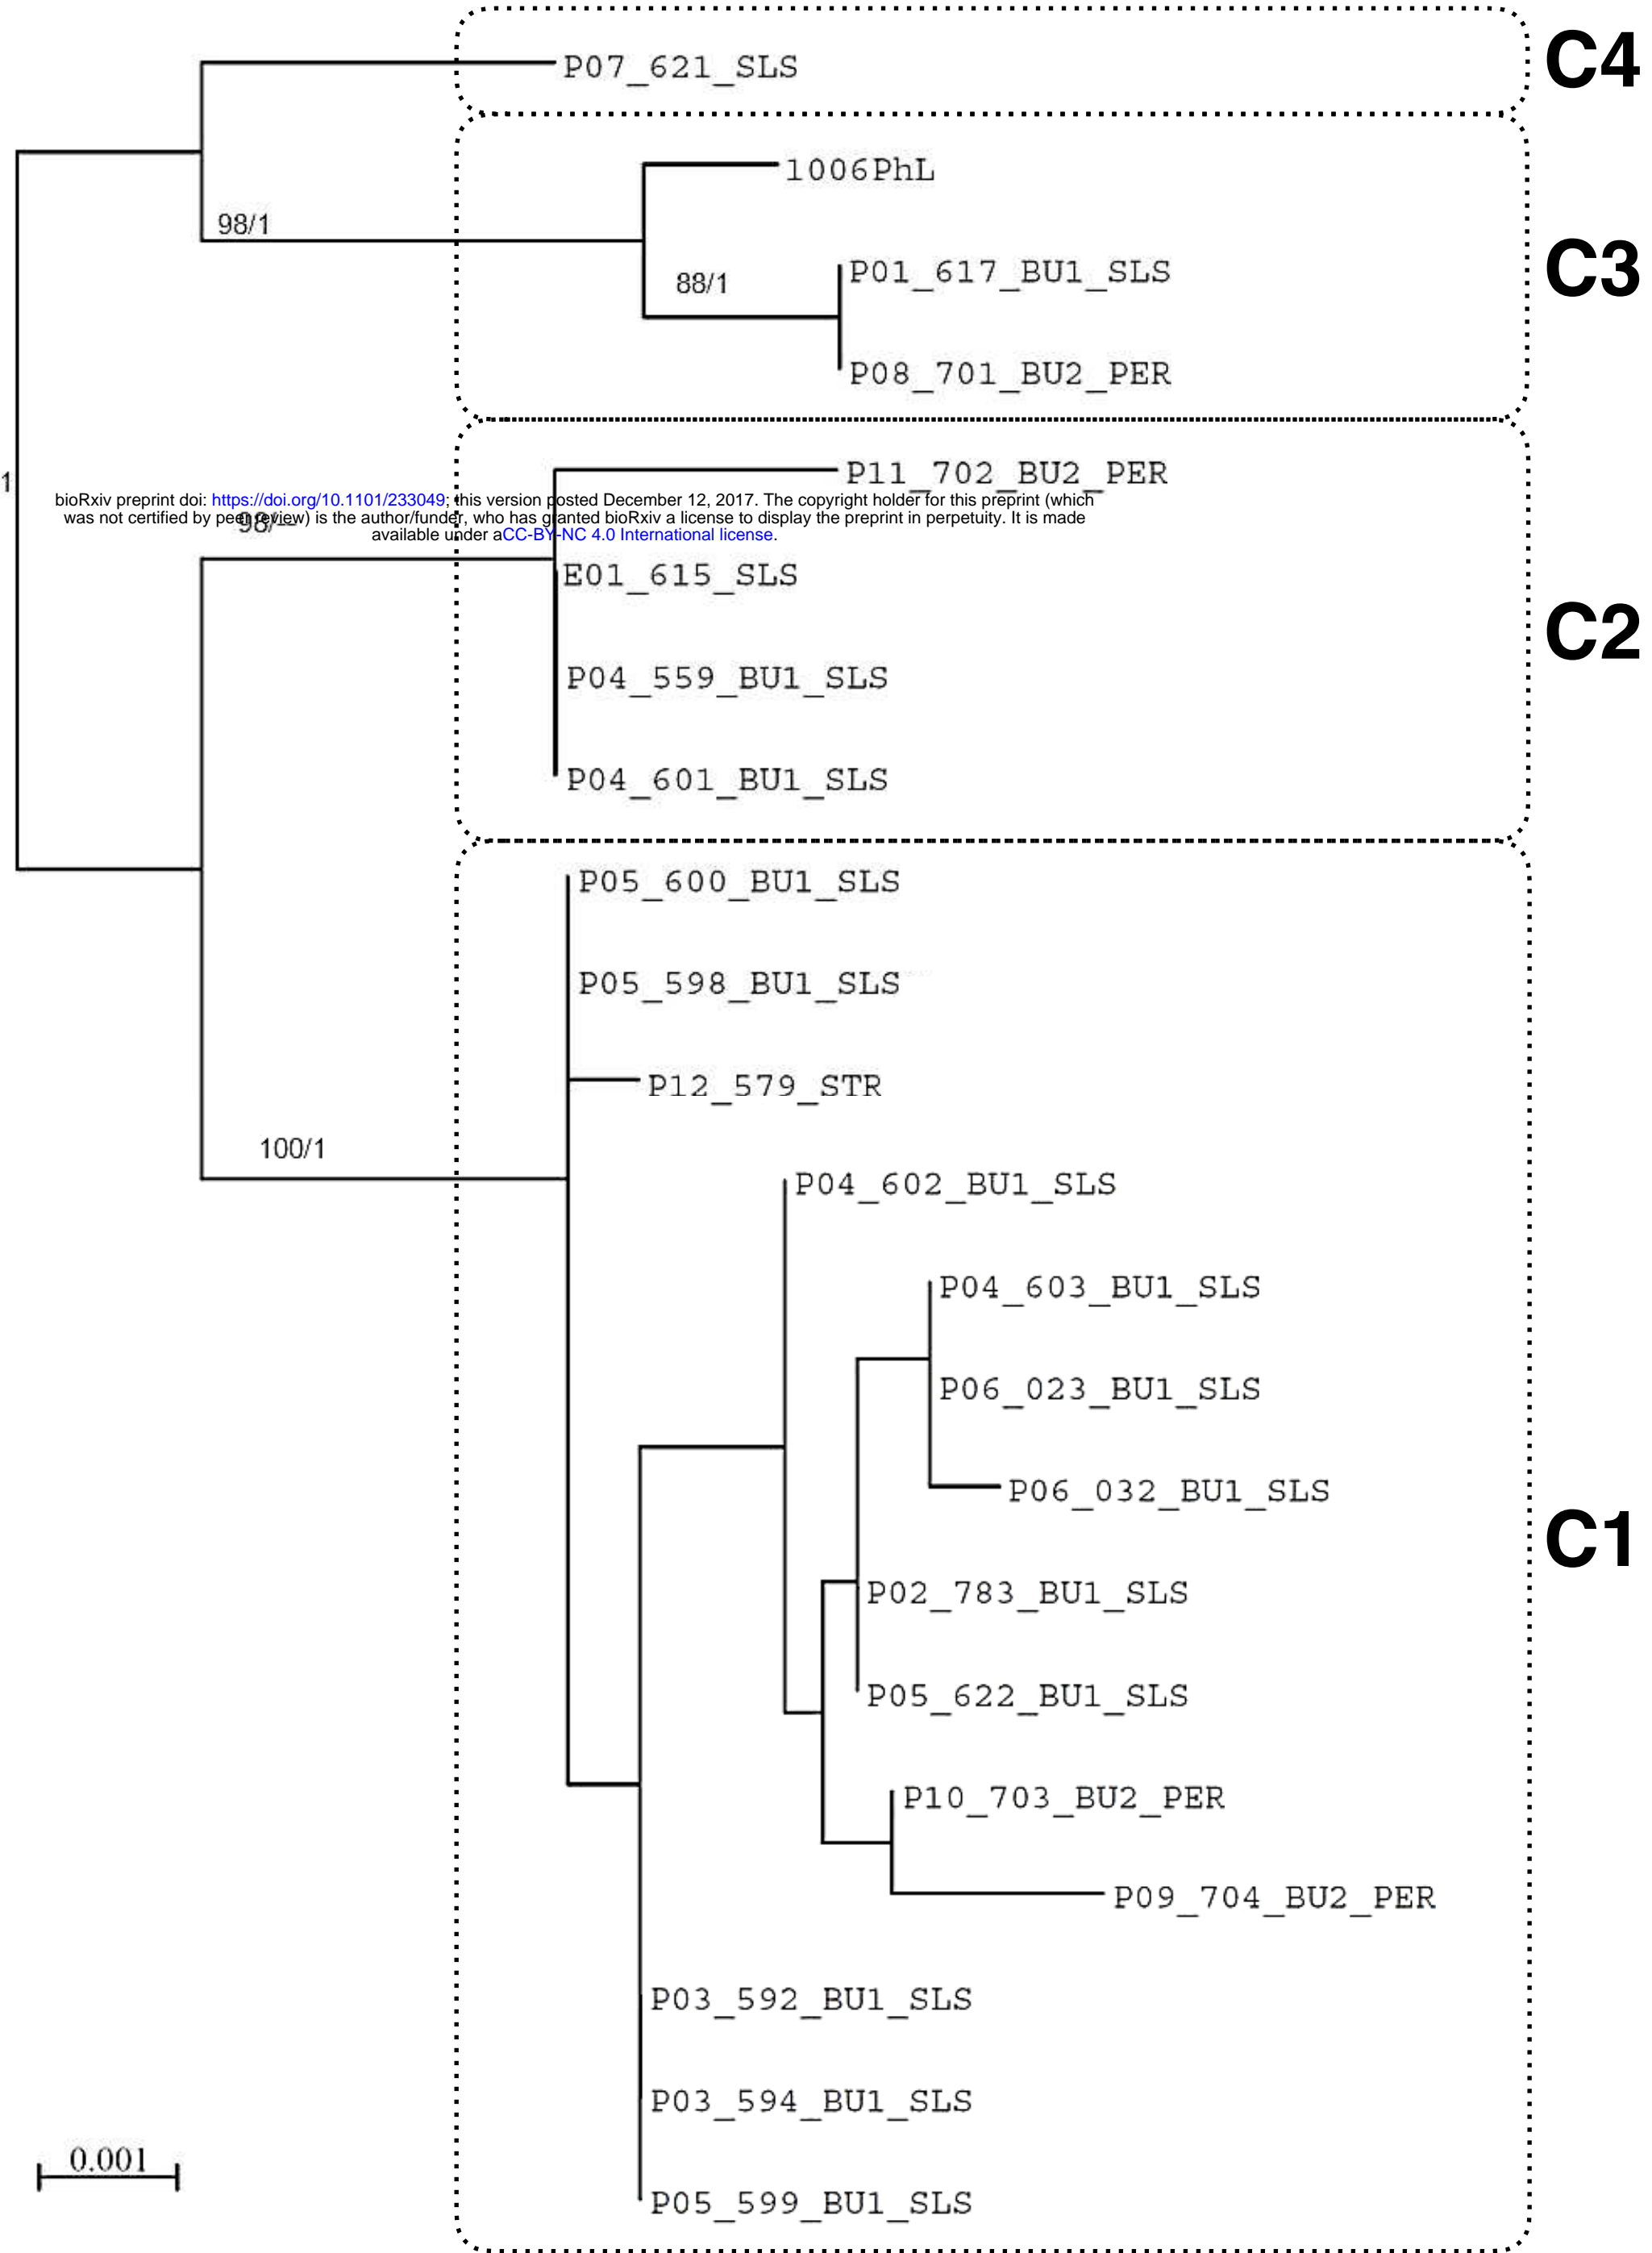 C4
P07_621_SLS
1006PhL
98/1
P01_617_BU1_SLS
C3
88/1
P08_701_BU2_PER
P11_702_BU2_PER
1
bioRxiv preprint doi: https://doi.org/10.1101/233049; this version posted December 12, 2017. The copyright holder for this preprint (which
was not certified by peer review) is the author/funder, who has granted bioRxiv a license to display the preprint in perpetuity. It is made
98/--
available under aCC-BY-NC 4.0 International license.
E01_615_SLS
C2
P04_559_BU1_SLS
P04_601_BU1_SLS
P05_600_BU1_SLS
P05_598_BU1_SLS
P12_579_STR
100/1
P04_602_BU1_SLS
P04_603_BU1_SLS
P06_023_BU1_SLS
P06_032_BU1_SLS
C1
P02_783_BU1_SLS
P05_622_BU1_SLS
P10_703_BU2_PER
P09_704_BU2_PER
P03_592_BU1_SLS
P03_594_BU1_SLS
0.001
P05_599_BU1_SLS